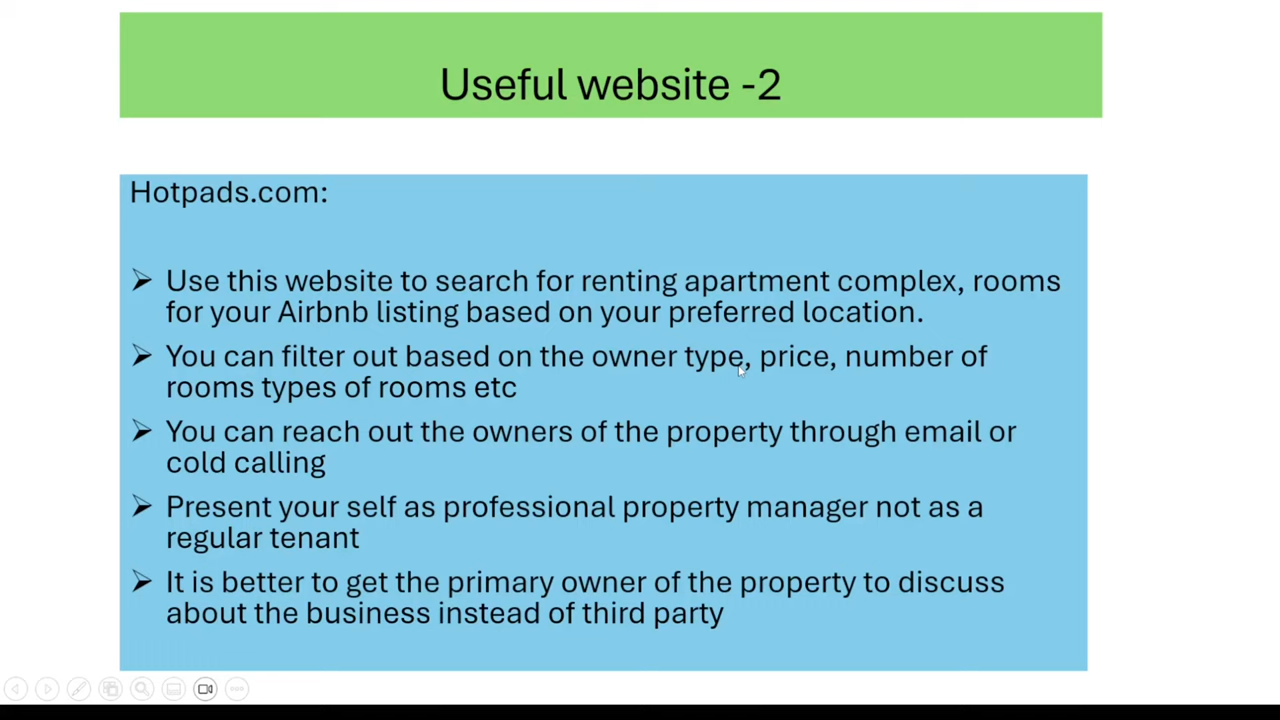 Useful website -2
Hotpads.com:
➢ Use this website to search for renting apartment complex, rooms
for your Airbnb listing based on your preferred location.
➢ You can filter out based on the owner type, price, number of
rooms types of rooms etc
➢ You can reach out the owners of the property through email or
cold calling
➢ Present your self as professional property manager not as a
regular tenant
➢ It is better to get the primary owner of the property to discuss
about the business instead of third party